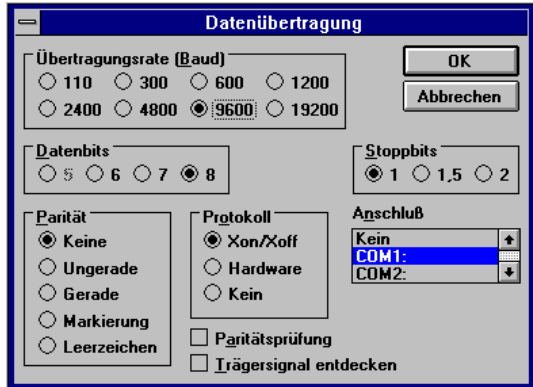 Datenübertragung
Übertragungsrate (Baud)
110 300 600 1200
2400 4800 9600 19200
OK
Abbrechen
Datenbits
5 6 7 8
Stoppbits
1 1,5 2
Parität
Keine
Ungerade
Gerade
Markierung
Leerzeichen
Protokoll
Xon/Xoff
Hardware
Kein
Anschluß
Kein
COM1:
COM2:
Paritätsprüfung
Trägersignal entdecken